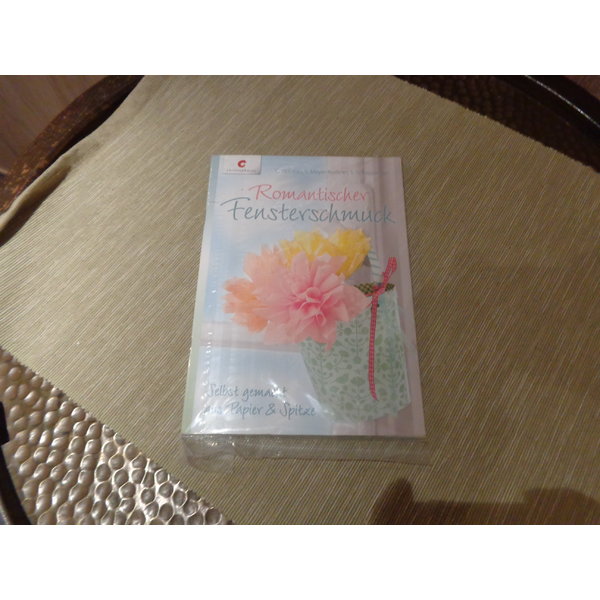 Romantischer
Fensterschmuck
Selbst gemacht
aus Papier & Spitze